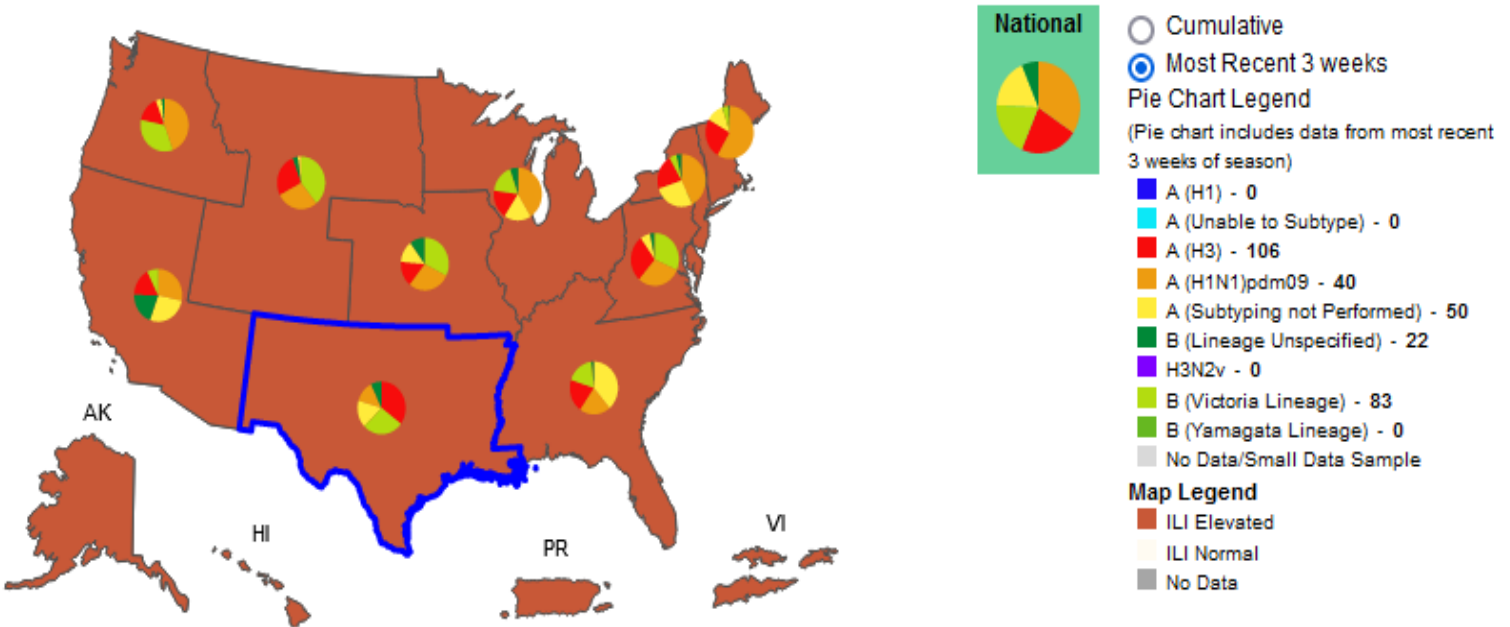 National
Cumulative
Most Recent 3 weeks
Pie Chart Legend
(Pie chart includes data from most recent
3 weeks of season)
A (H1) - 0
A (Unable to Subtype) - 0
A (H3) - 106
A (H1N1)pdm09 - 40
A (Subtyping not Performed) - 50
B (Lineage Unspecified) - 22
H3N2v - 0
B (Victoria Lineage) - 83
B (Yamagata Lineage) - 0
No Data/Small Data Sample
Map Legend
ILI Elevated
ILI Normal
No Data
AK
HI
PR
VI